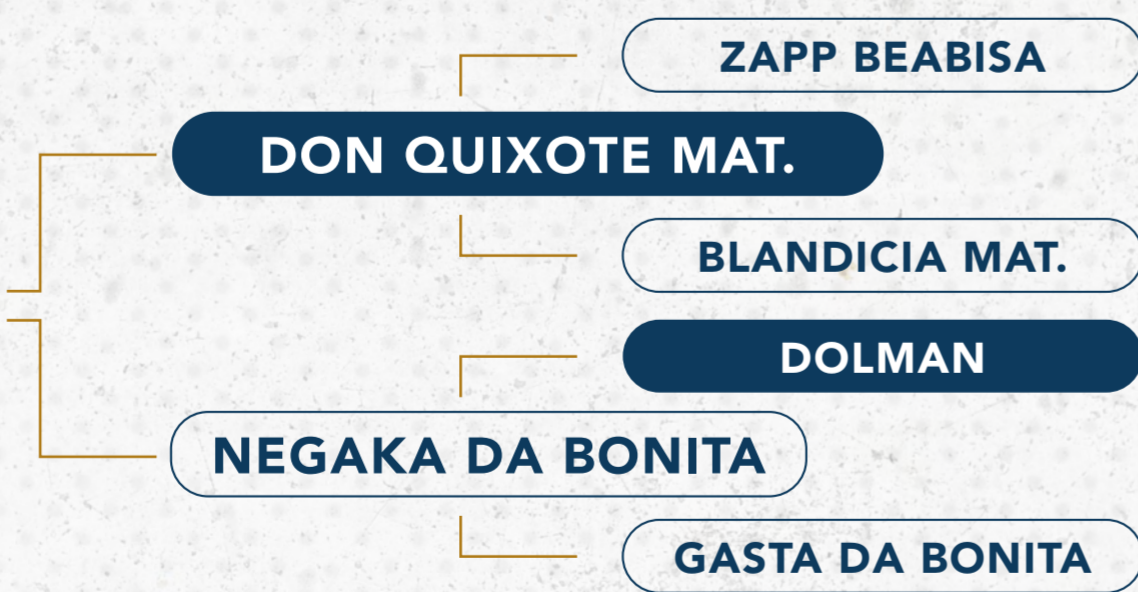 ZAPP BEABISA
DON QUIXOTE MAT.
BLANDICIA MAT.
DOLMAN
NEGAKA DA BONITA
GASTA DA BONITA